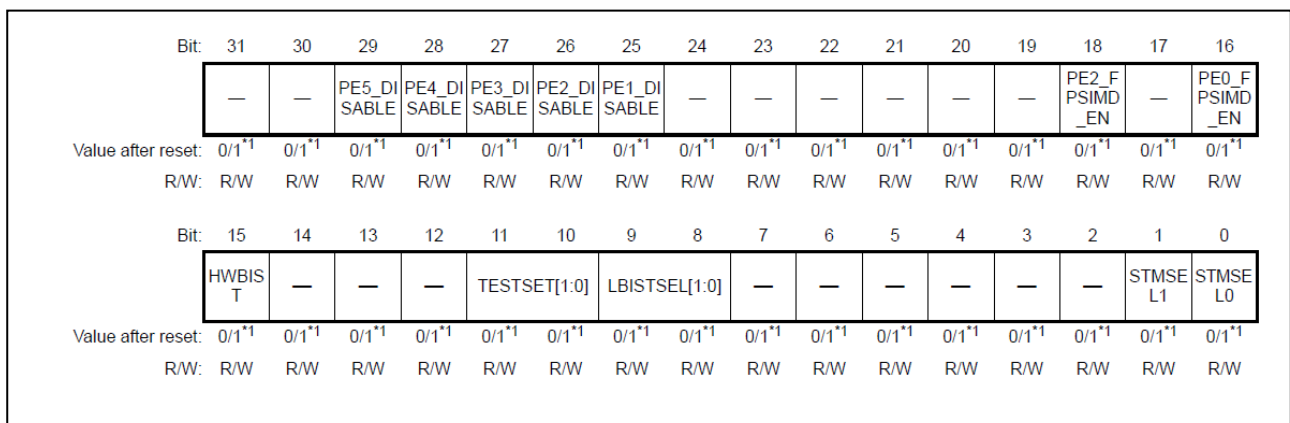 Bit: 31 30 29 28 27 26 25 24 23 22 21 20 19 18 17 16
— — PE5_DI PE4_DI PE3_DI PE2_DI PE1_DI — — — — — — PE2_F — PE0_F
SABLE SABLE SABLE SABLE SABLE PSIMD PSIMD
_EN _EN
Value after reset: 0/1*1 0/1*1 0/1*1 0/1*1 0/1*1 0/1*1 0/1*1 0/1*1 0/1*1 0/1*1 0/1*1 0/1*1 0/1*1 0/1*1 0/1*1 0/1*1
R/W: R/W R/W R/W R/W R/W R/W R/W R/W R/W R/W R/W R/W R/W R/W R/W R/W
Bit: 15 14 13 12 11 10 9 8 7 6 5 4 3 2 1 0
HWBIS — — — TESTSET[1:0] LBISTSEL[1:0] — — — — — — STMSE STMSE
T L1 L0
Value after reset: 0/1*1 0/1*1 0/1*1 0/1*1 0/1*1 0/1*1 0/1*1 0/1*1 0/1*1 0/1*1 0/1*1 0/1*1 0/1*1 0/1*1 0/1*1 0/1*1
R/W: R/W R/W R/W R/W R/W R/W R/W R/W R/W R/W R/W R/W R/W R/W R/W R/W